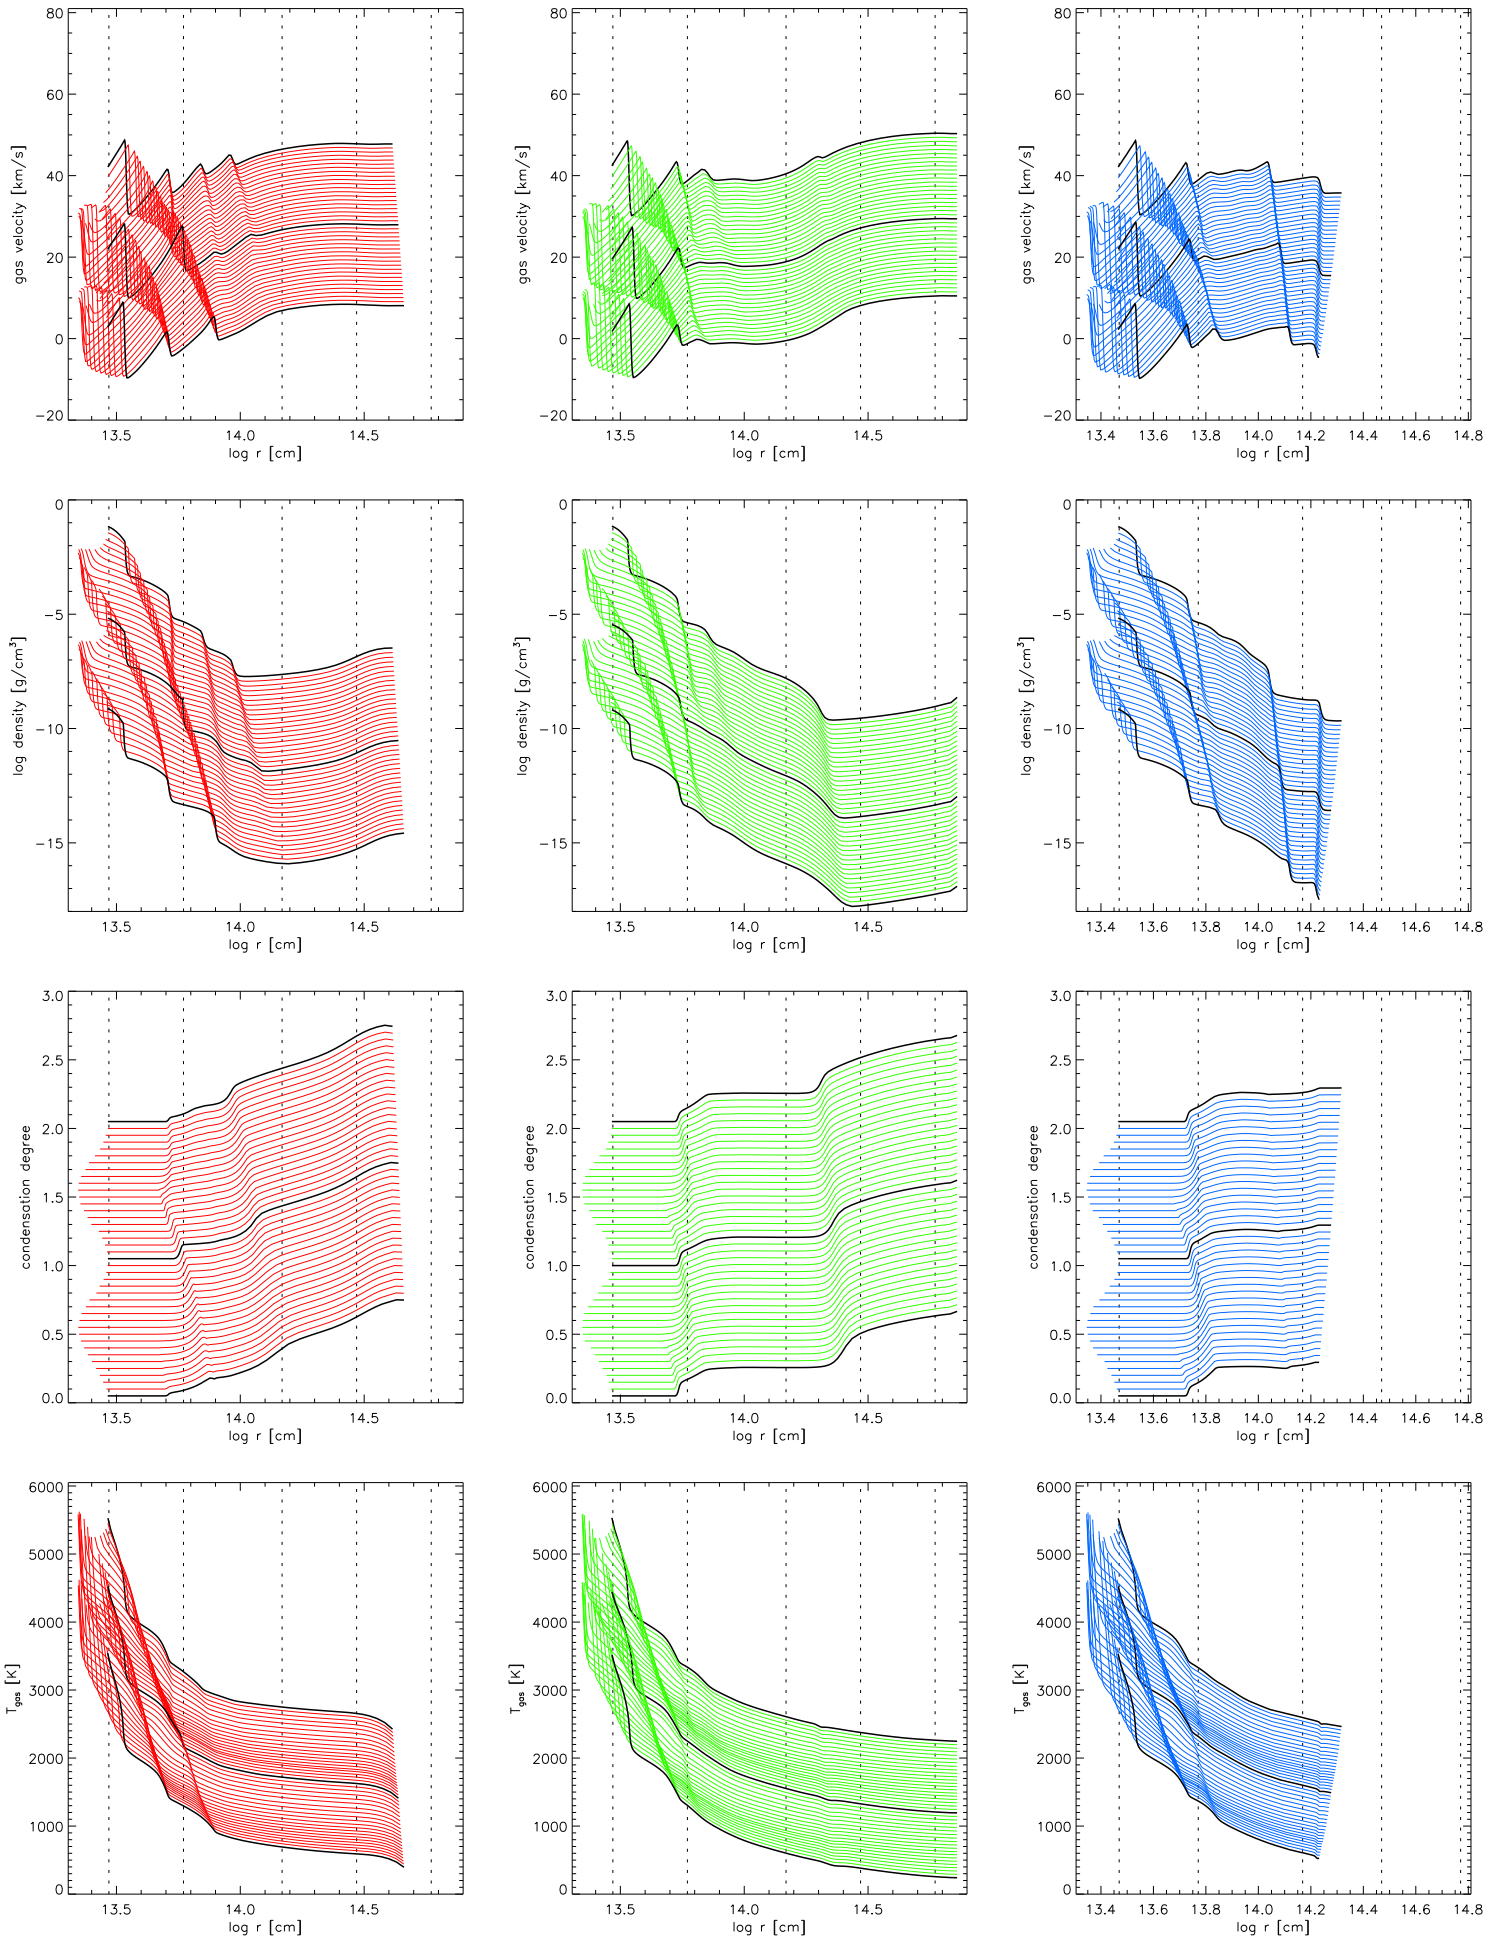 80 80 80
60 60 60
40 40 40
20 20 20
0 0 0
−20 −20 −20
gas velocity [km/s] gas velocity [km/s] gas velocity [km/s]
13.5 14.0 14.5 13.5 14.0 14.5 13.4 13.6 13.8 14.0 14.2 14.4 14.6 14.8
log r [cm] log r [cm] log r [cm]
0 0 0
−5 −5 −5
−10 −10 −10
−15 −15 −15
log density [g/cm³] log density [g/cm³] log density [g/cm³]
13.5 14.0 14.5 13.5 14.0 14.5 13.4 13.6 13.8 14.0 14.2 14.4 14.6 14.8
log r [cm] log r [cm] log r [cm]
3.0 3.0 3.0
2.5 2.5 2.5
2.0 2.0 2.0
1.5 1.5 1.5
1.0 1.0 1.0
0.5 0.5 0.5
0.0 0.0 0.0
condensation degree condensation degree condensation degree
13.5 14.0 14.5 13.5 14.0 14.5 13.4 13.6 13.8 14.0 14.2 14.4 14.6 14.8
log r [cm] log r [cm] log r [cm]
6000 6000 6000
5000 5000 5000
4000 4000 4000
3000 3000 3000
2000 2000 2000
1000 1000 1000
0 0 0
T_gas [K] T_gas [K] T_gas [K]
13.5 14.0 14.5 13.5 14.0 14.5 13.4 13.6 13.8 14.0 14.2 14.4 14.6 14.8
log r [cm] log r [cm] log r [cm]